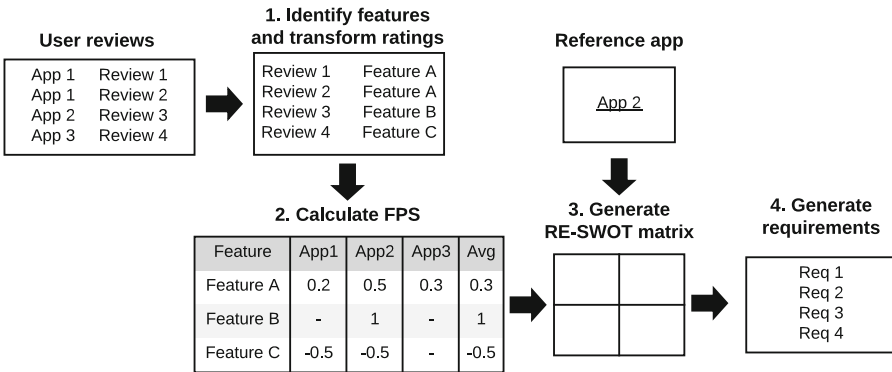 User reviews
App 1 Review 1
App 1 Review 2
App 2 Review 3
App 3 Review 4
1. Identify features
and transform ratings
Review 1 Feature A
Review 2 Feature A
Review 3 Feature B
Review 4 Feature C
Reference app
App 2
2. Calculate FPS
Feature App1 App2 App3 Avg
Feature A 0.2 0.5 0.3 0.3
Feature B - 1 - 1
Feature C -0.5 -0.5 - -0.5
3. Generate
RE-SWOT matrix
4. Generate
requirements
Req 1
Req 2
Req 3
Req 4